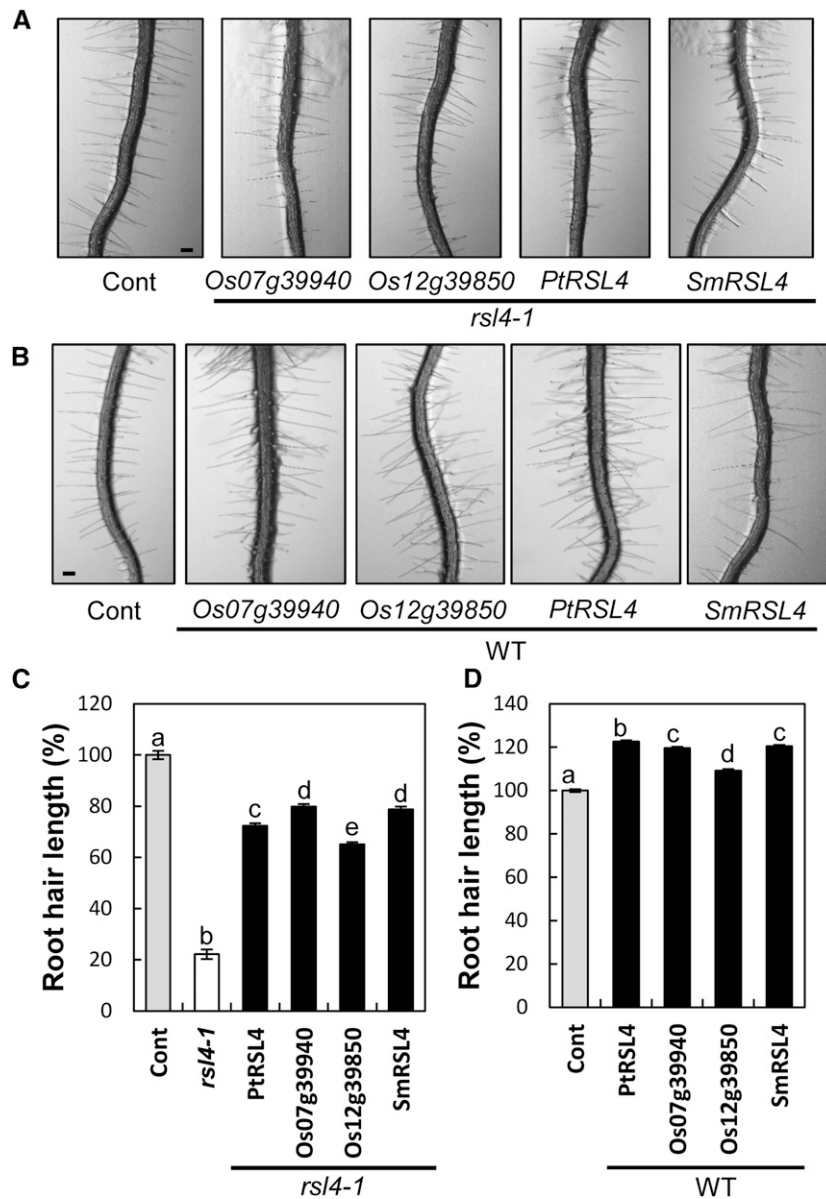 A
Cont
Os07g39940
Os12g39850
PtRSL4
SmRSL4
rsl4-1
B
Cont
Os07g39940
Os12g39850
PtRSL4
SmRSL4
WT
C
Root hair length (%)
120
100
80
60
40
20
0
a
b
c
d
e
d
Cont
rsl4-1
PtRSL4
Os07g39940
Os12g39850
SmRSL4
rsl4-1
D
Root hair length (%)
140
120
100
80
60
40
20
0
a
b
c
d
c
Cont
PtRSL4
Os07g39940
Os12g39850
SmRSL4
WT